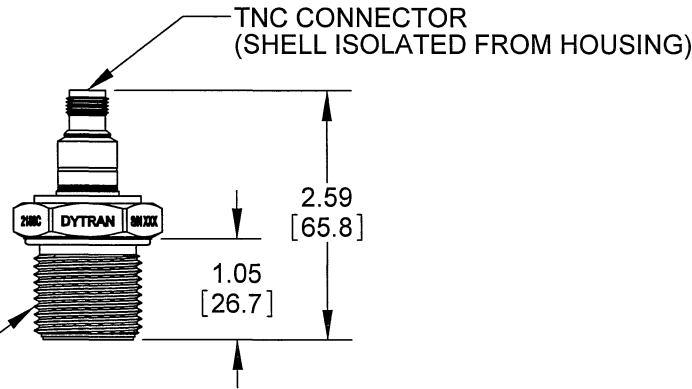 TNC CONNECTOR
(SHELL ISOLATED FROM HOUSING)
2.59
[65.8]
DYTRAN
1.05
[26.7]